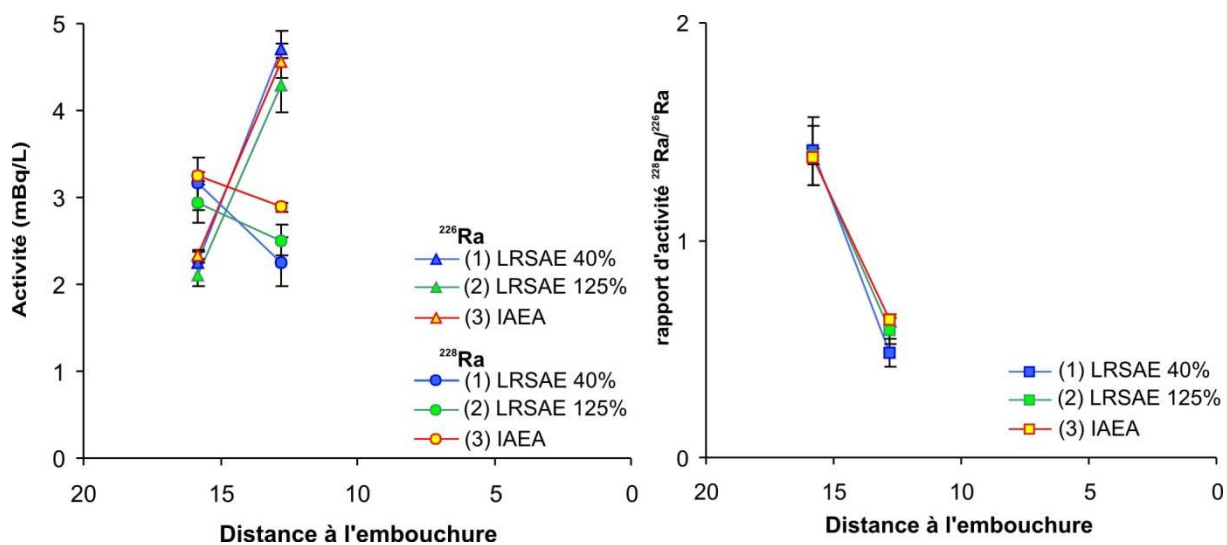 5
4
3
2
1
0
Activité (mBq/L)
20
15
10
5
0
Distance à l'embouchure
²²⁶Ra
(1) LRSAE 40%
(2) LRSAE 125%
(3) IAEA
²²⁸Ra
(1) LRSAE 40%
(2) LRSAE 125%
(3) IAEA
2
1
0
rapport d'activité ²²⁸Ra/²²⁶Ra
20
15
10
5
0
Distance à l'embouchure
(1) LRSAE 40%
(2) LRSAE 125%
(3) IAEA